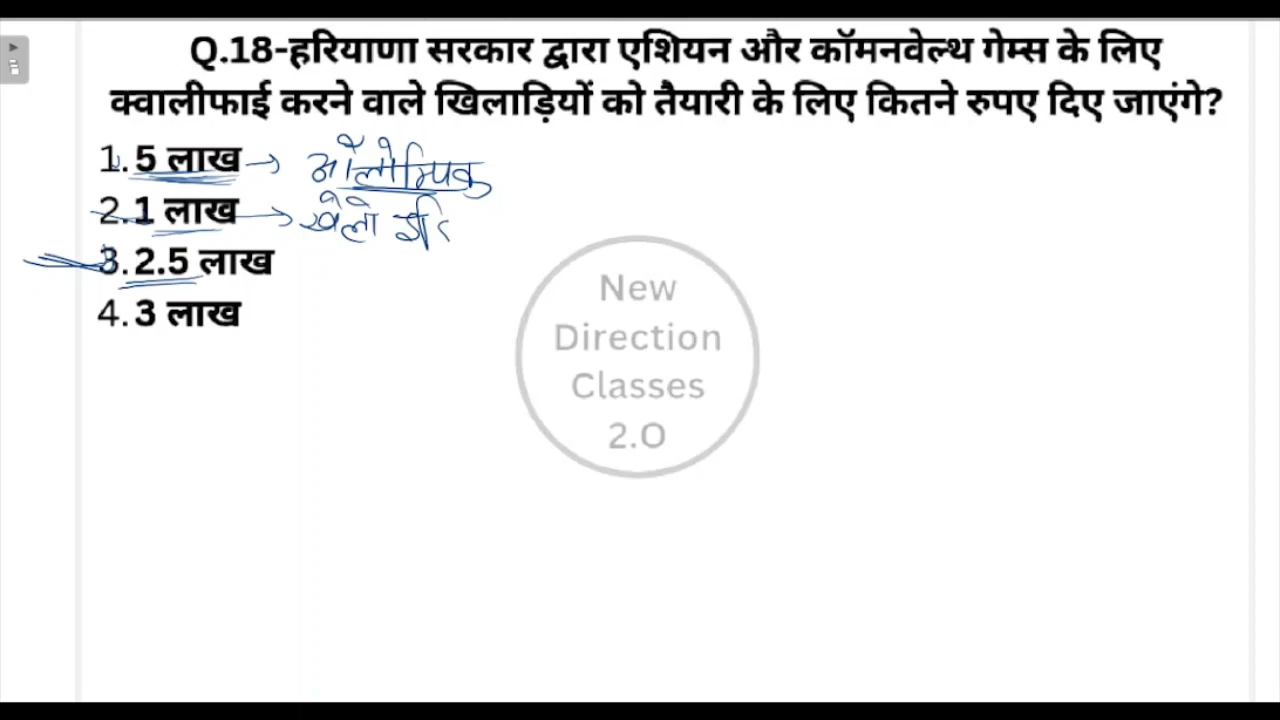 Q.18-हरियाणा सरकार द्वारा एशियन और कॉमनवेल्थ गेम्स के लिए
क्वालीफाई करने वाले खिलाड़ियों को तैयारी के लिए कितने रुपए दिए जाएंगे?
1. 5 लाख → ओलोम्पिक
2. 1 लाख → खेलो
3. 2.5 लाख
4. 3 लाख
New
Direction
Classes
2.O